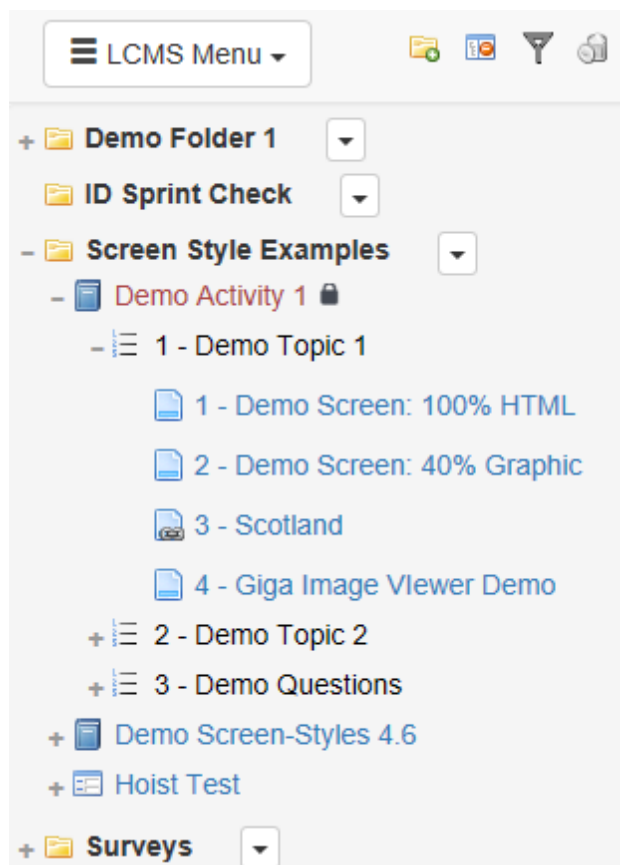 LCMS Menu
Demo Folder 1
ID Sprint Check
Screen Style Examples
Demo Activity 1
1 - Demo Topic 1
1 - Demo Screen: 100% HTML
2 - Demo Screen: 40% Graphic
3 - Scotland
4 - Giga Image VIewer Demo
2 - Demo Topic 2
3 - Demo Questions
Demo Screen-Styles 4.6
Hoist Test
Surveys